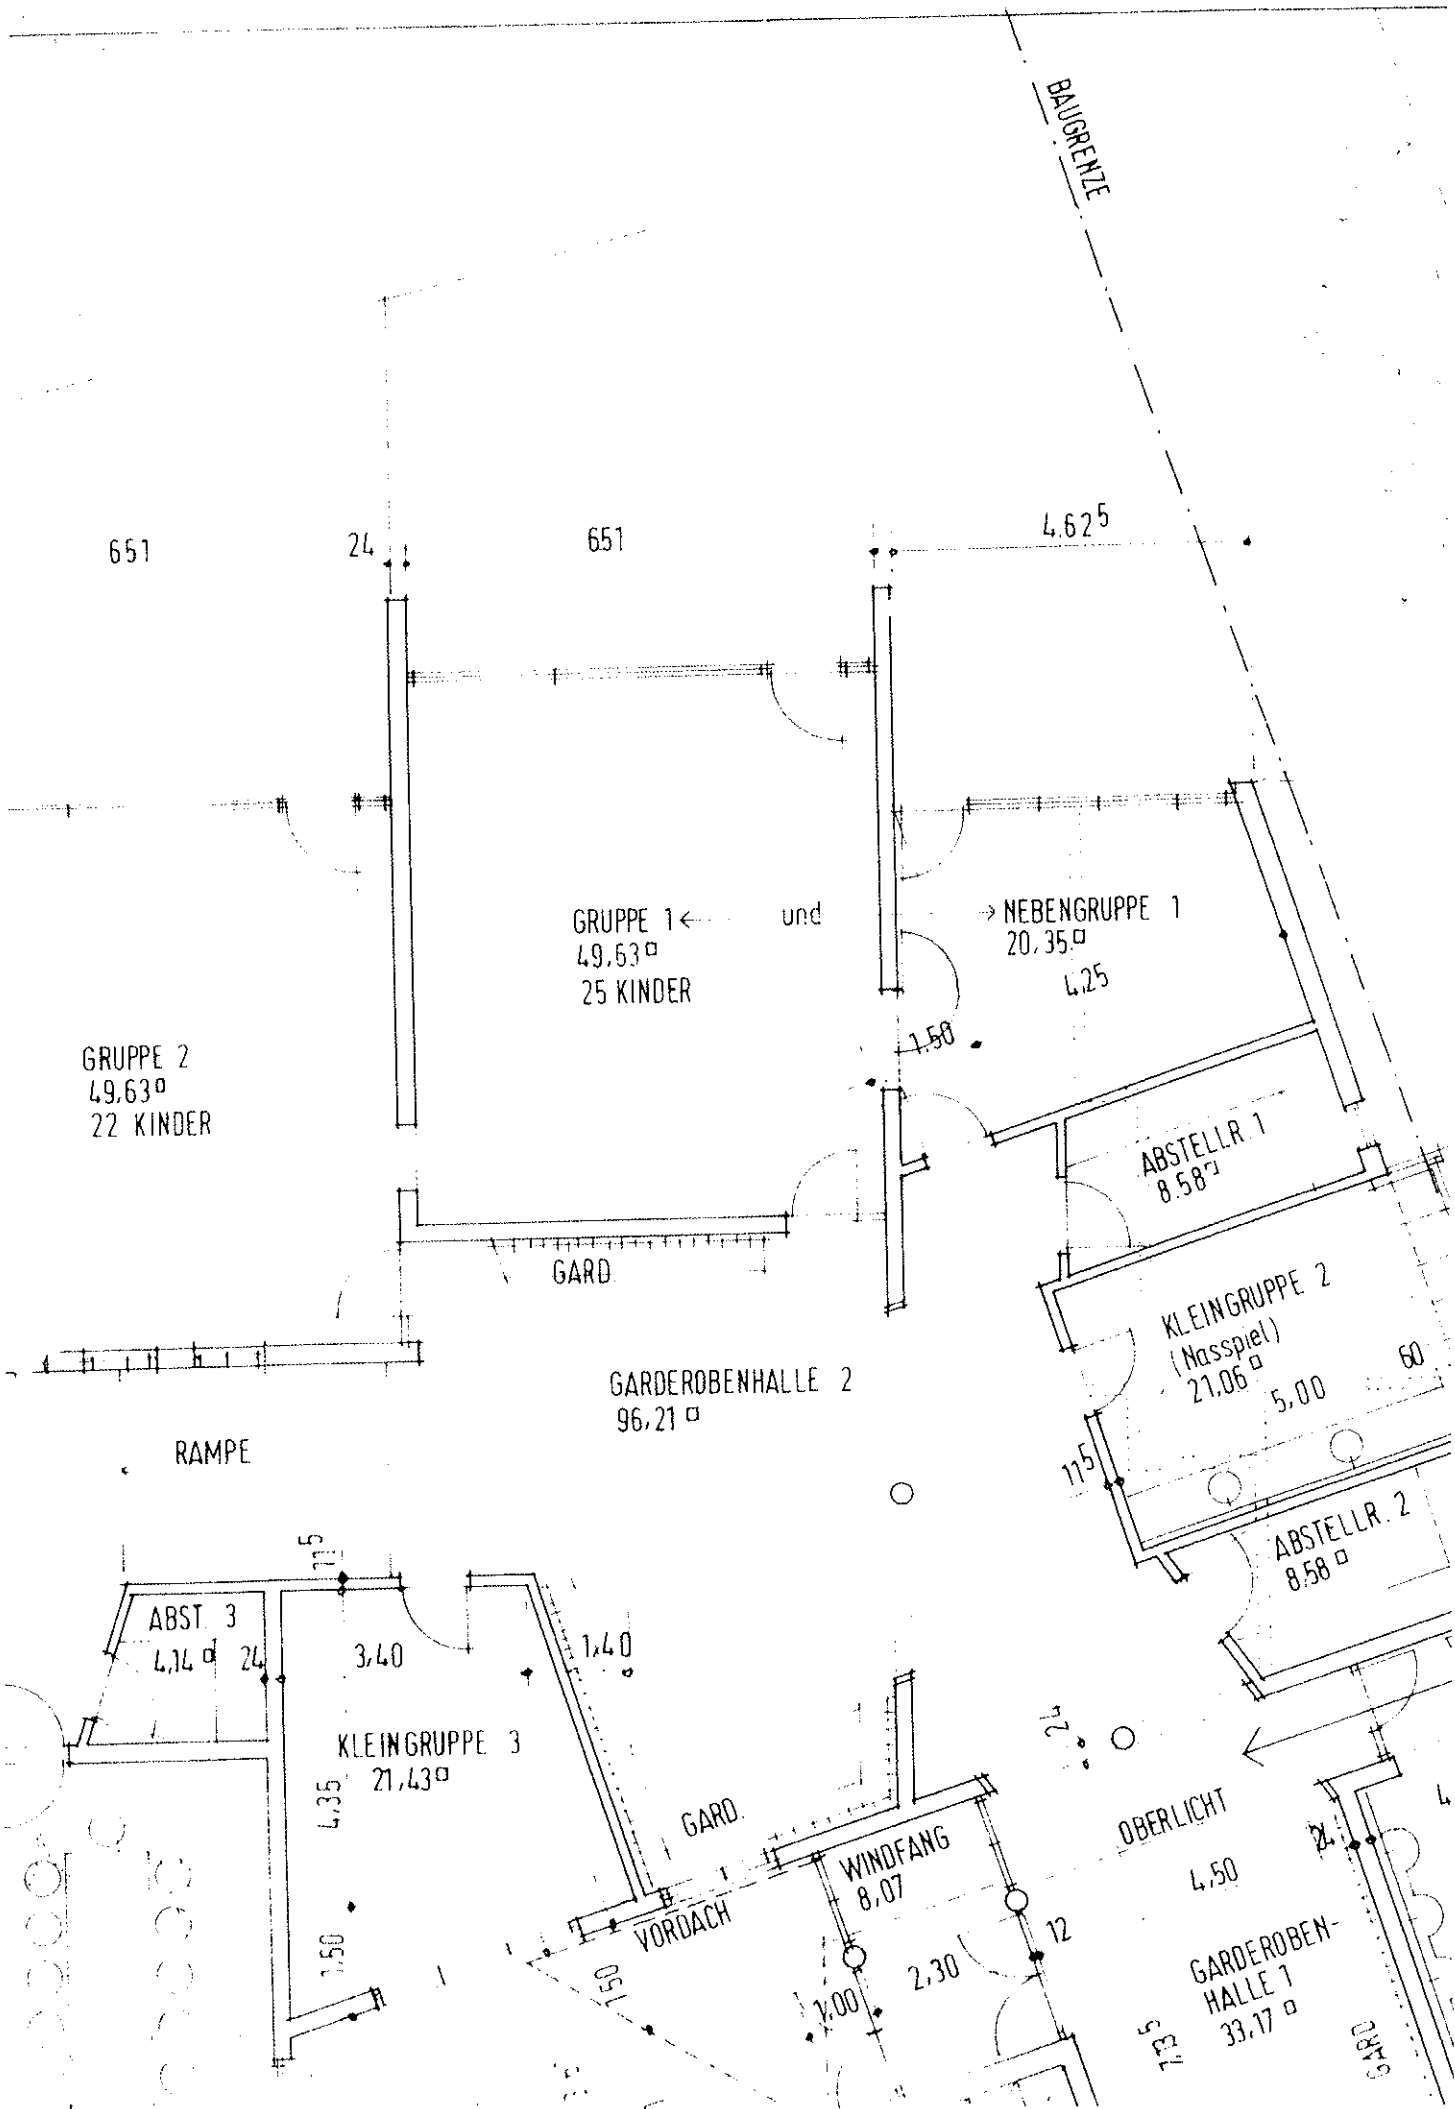 BAUGRENZE
651
24
651
4.62⁵
GRUPPE 1 ← und → NEBENGRUPPE 1
49,63□
25 KINDER
20,35□
4,25
1,50
GRUPPE 2
49,63□
22 KINDER
ABSTELLR. 1
8.58□
GARD.
KLEINGRUPPE 2
(Nasspiel)
21,06□
5,00
60
GARDEROBENHALLE 2
96,21□
RAMPE
11⁵
ABSTELLR. 2
8,58□
11⁵
ABST. 3
4,14□
24
3,40
1,40
KLEINGRUPPE 3
21,43□
4,35
24
GARD.
WINDFANG
8,07
OBERLICHT
24
4,50
VORDACH
12
2,30
1,50
150
1,00
GARDEROBEN-
HALLE 1
33,17□
7,35
GARD